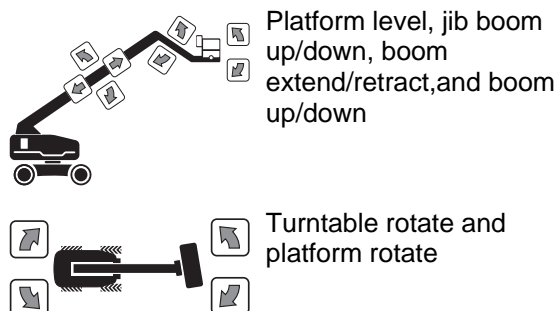 Platform level, jib boom
up/down, boom
extend/retract,and boom
up/down
Turntable rotate and
platform rotate